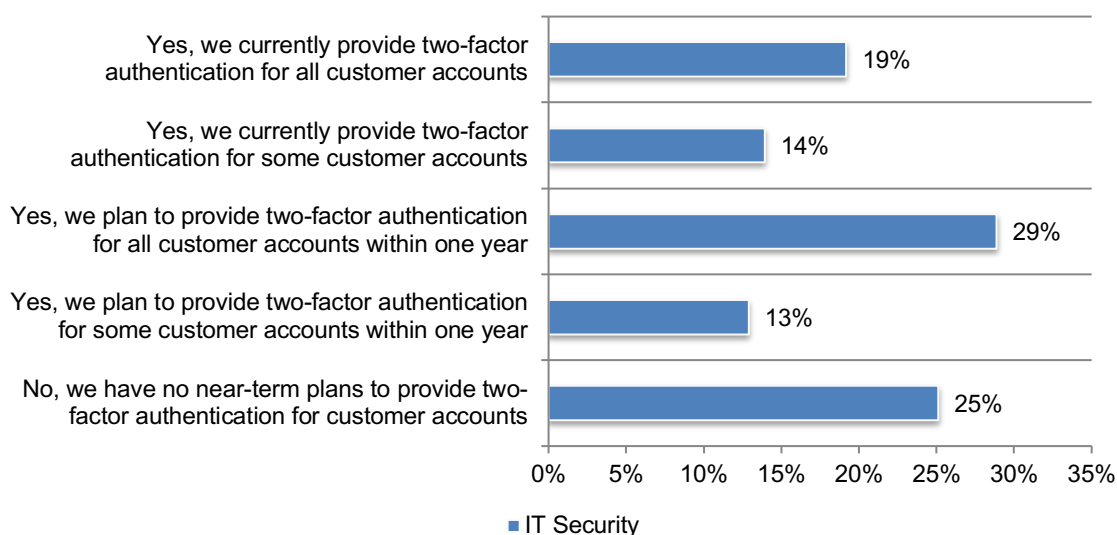 Yes, we currently provide two-factor
authentication for all customer accounts
19%
Yes, we currently provide two-factor
authentication for some customer accounts
14%
Yes, we plan to provide two-factor authentication
for all customer accounts within one year
29%
Yes, we plan to provide two-factor authentication
for some customer accounts within one year
13%
No, we have no near-term plans to provide two-
factor authentication for customer accounts
25%
0% 5% 10% 15% 20% 25% 30% 35%
IT Security